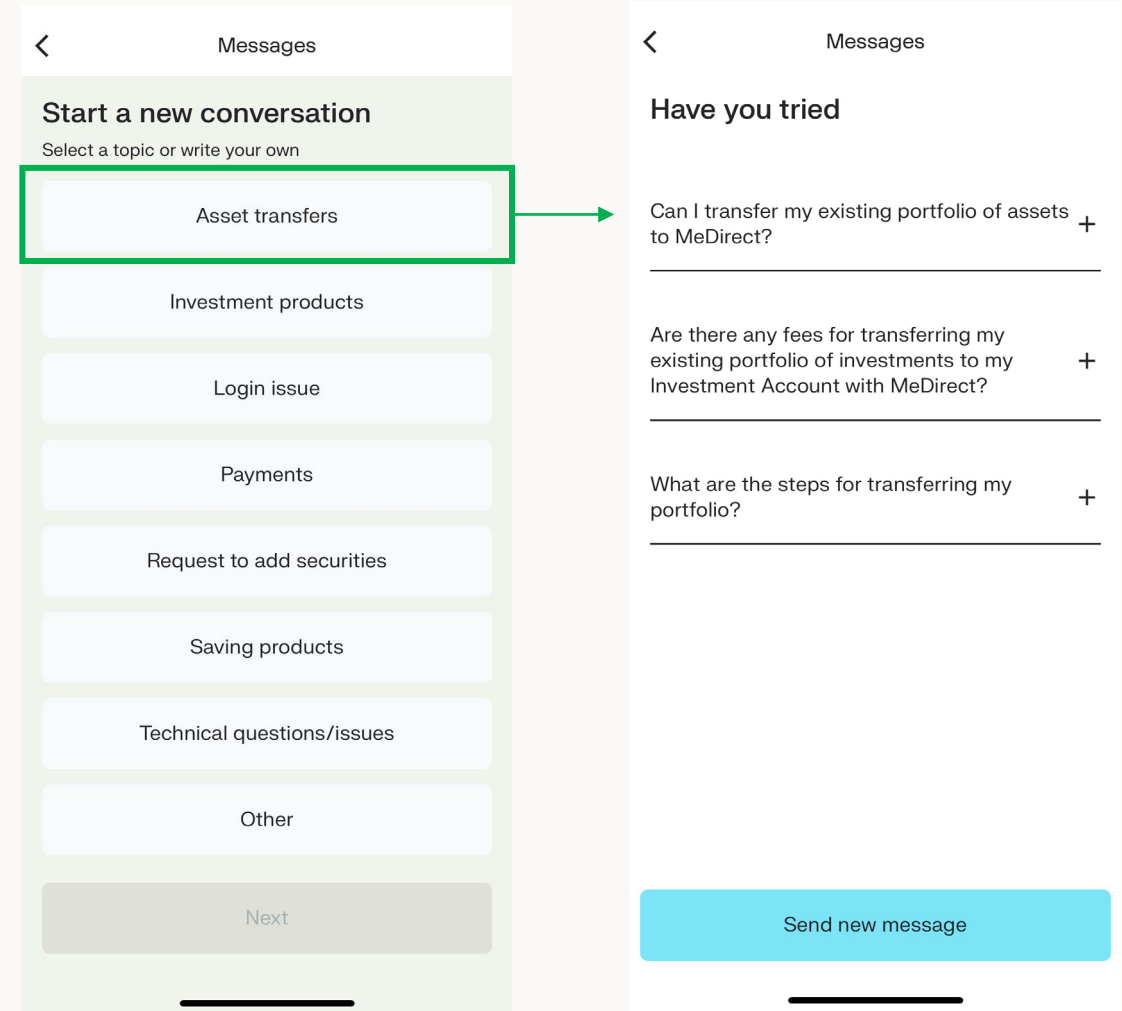 Messages
Start a new conversation
Select a topic or write your own
Asset transfers
Investment products
Login issue
Payments
Request to add securities
Saving products
Technical questions/issues
Other
Next
Messages
Have you tried
Can I transfer my existing portfolio of assets
to MeDirect?
Are there any fees for transferring my
existing portfolio of investments to my
Investment Account with MeDirect?
What are the steps for transferring my
portfolio?
Send new message